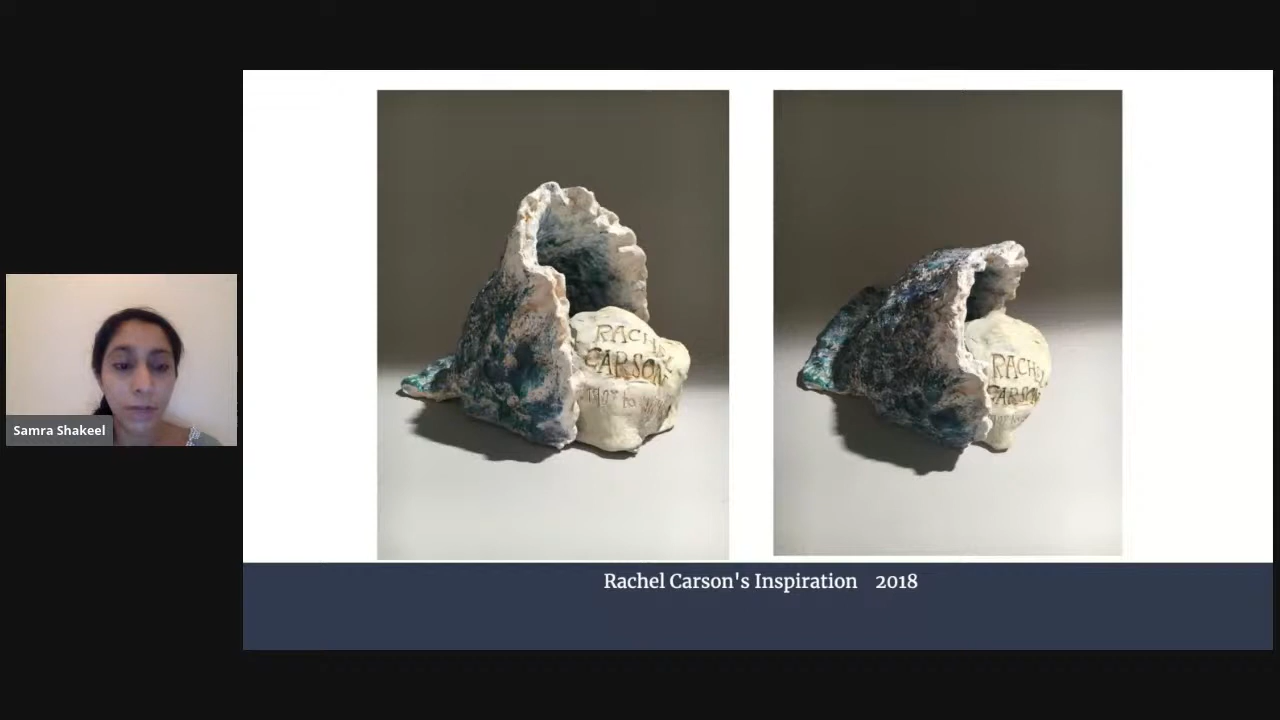 Samra Shakeel
RACHEL
CARSON
RACHEL
CARSON
Rachel Carson's Inspiration 2018